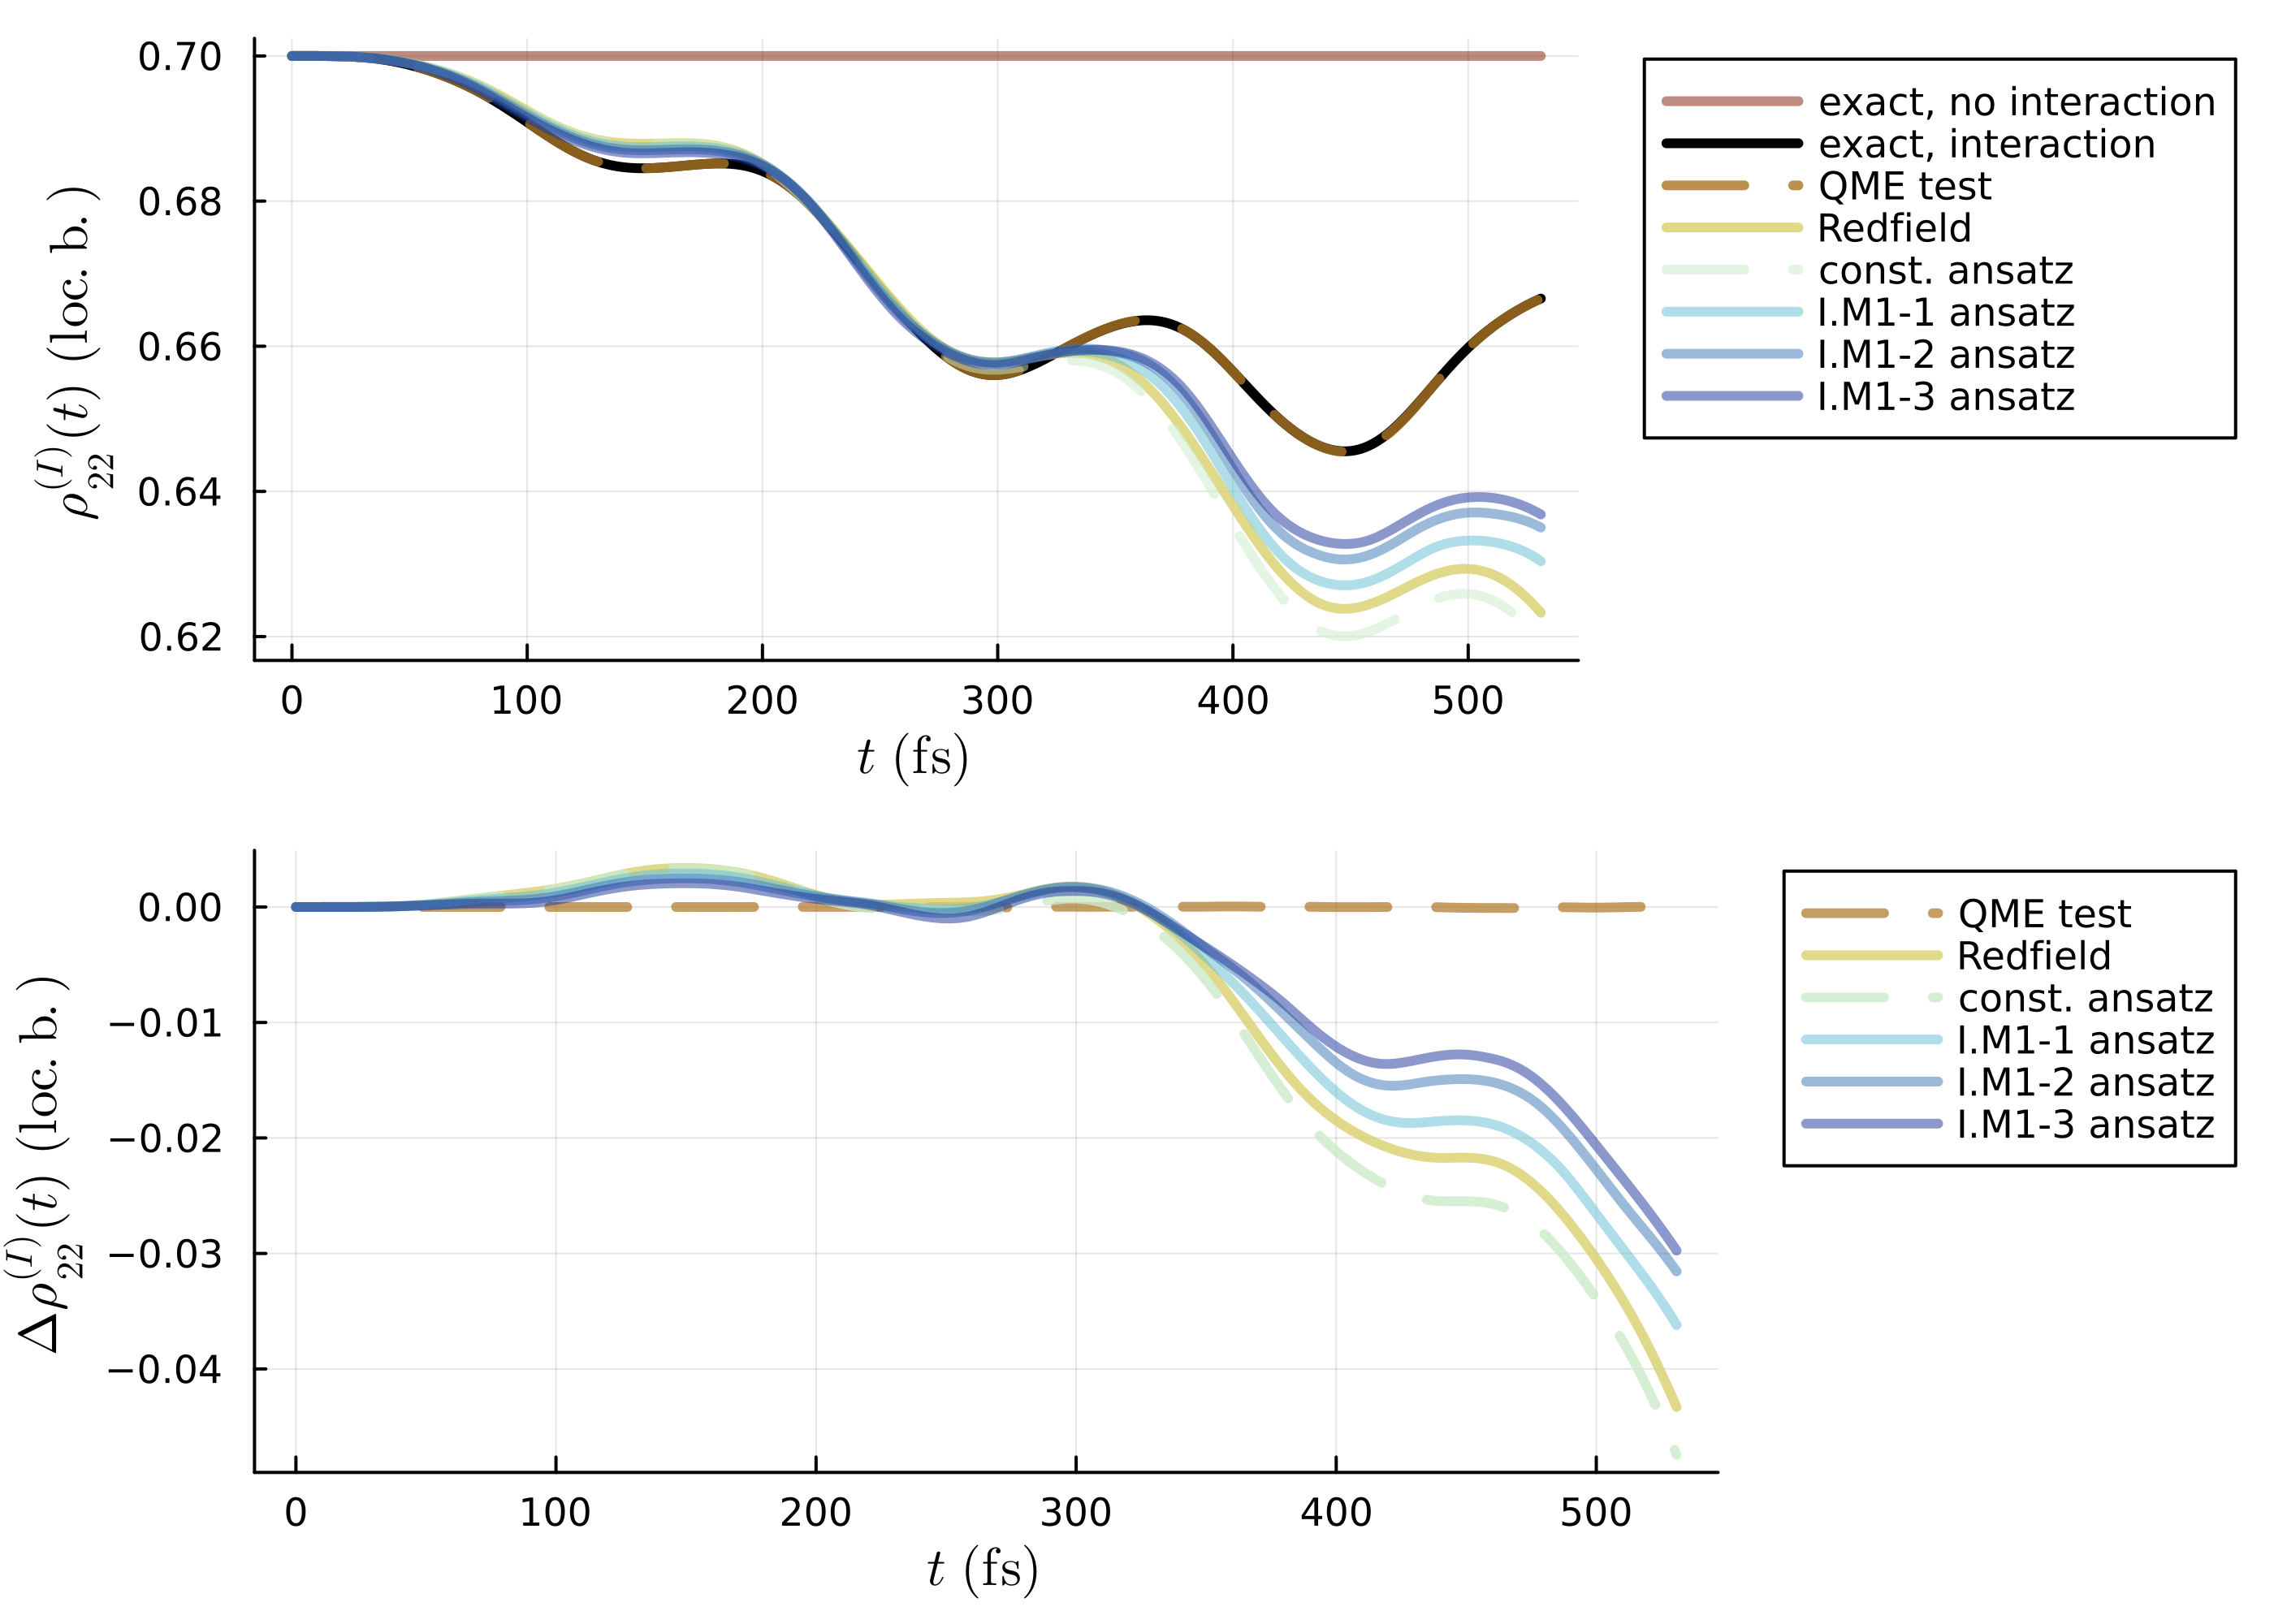 0.70
0.68
0.66
0.64
0.62
ρ₂₂⁽ᴵ⁾(t) (loc. b. )
0 100 200 300 400 500
t (fs)
exact, no interaction
exact, interaction
QME test
Redfield
const. ansatz
I.M1-1 ansatz
I.M1-2 ansatz
I.M1-3 ansatz
0.00
−0.01
−0.02
−0.03
−0.04
Δρ₂₂⁽ᴵ⁾(t) (loc. b. )
0 100 200 300 400 500
t (fs)
QME test
Redfield
const. ansatz
I.M1-1 ansatz
I.M1-2 ansatz
I.M1-3 ansatz